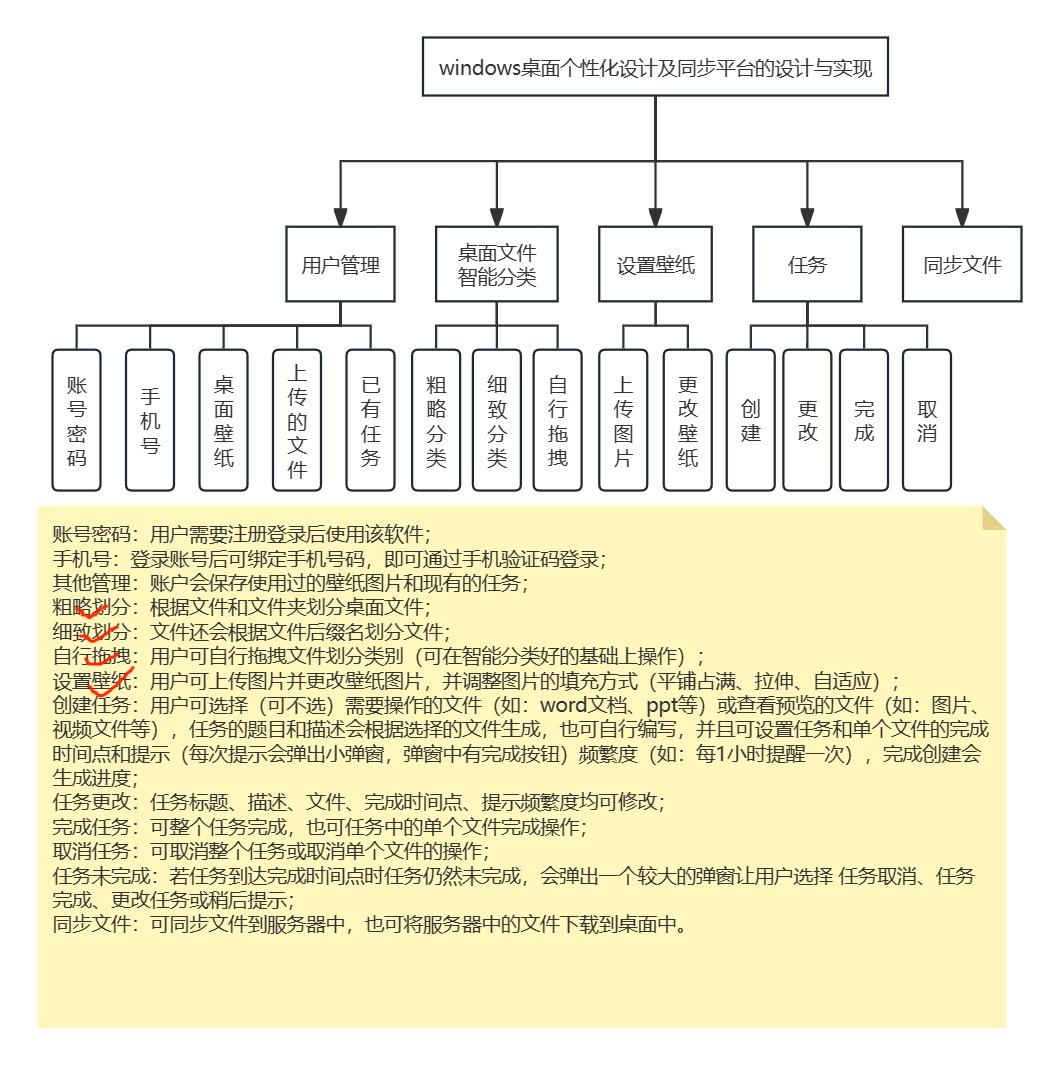 windows桌面个性化设计及同步平台的设计与实现
用户管理
桌面文件
智能分类
设置壁纸
任务
同步文件
账号密码
手机号
桌面壁纸
上传的文件
已有任务
粗略分类
细致分类
自行拖拽
上传图片
更改壁纸
创建
更改
完成
取消
账号密码：用户需要注册登录后使用该软件；
手机号：登录账号后可绑定手机号码，即可通过手机验证码登录；
其他管理：账户会保存使用过的壁纸图片和现有的任务；
粗略划分：根据文件和文件夹划分桌面文件；
细致划分：文件还会根据文件后缀名划分文件；
自行拖拽：用户可自行拖拽文件划分类别（可在智能分类好的基础上操作）；
设置壁纸：用户可上传图片并更改壁纸图片，并调整图片的填充方式（平铺占满、拉伸、自适应）；
创建任务：用户可选择（可不选）需要操作的文件（如：word文档、ppt等）或查看预览的文件（如：图片、
视频文件等），任务的题目和描述会根据选择的文件生成，也可自行编写，并且可设置任务和单个文件的完成
时间点和提示（每次提示会弹出小弹窗，弹窗中有完成按钮）频繁度（如：每1小时提醒一次），完成创建会
生成进度；
任务更改：任务标题、描述、文件、完成时间点、提示频繁度均可修改；
完成任务：可整个任务完成，也可任务中的单个文件完成操作；
取消任务：可取消整个任务或取消单个文件的操作；
任务未完成：若任务到达完成时间点时任务仍然未完成，会弹出一个较大的弹窗让用户选择 任务取消、任务
完成、更改任务或稍后提示；
同步文件：可同步文件到服务器中，也可将服务器中的文件下载到桌面中。